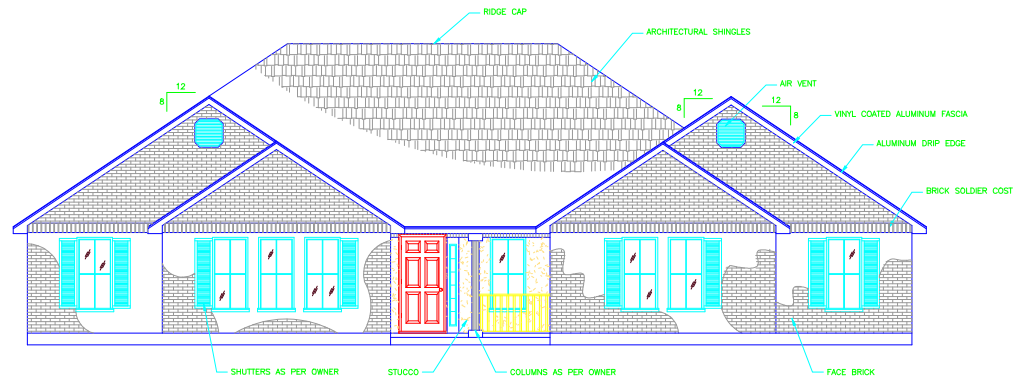 RIDGE CAP
ARCHITECTURAL SHINGLES
12
8
12
8
AIR VENT
12
8
VINYL COATED ALUMINUM FASCIA
ALUMINUM DRIP EDGE
BRICK SOLDIER COST
SHUTTERS AS PER OWNER
STUCCO
COLUMNS AS PER OWNER
FACE BRICK